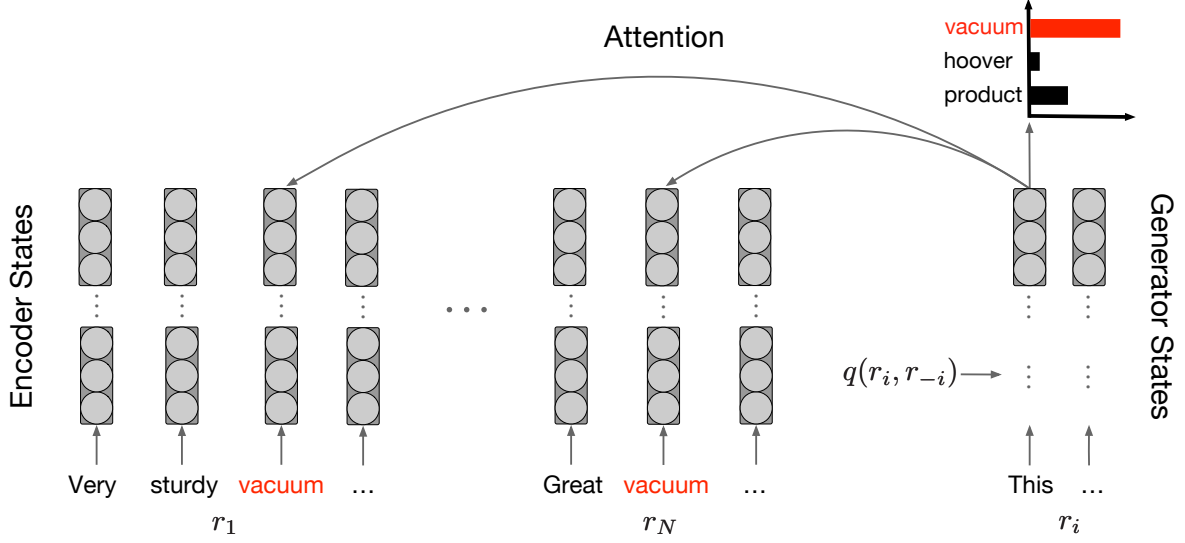 Attention
vacuum
hoover
product
Encoder States
Generator States
q(r_i, r_{-i})
Very sturdy vacuum ...
Great vacuum ...
This ...
r_1
r_N
r_i